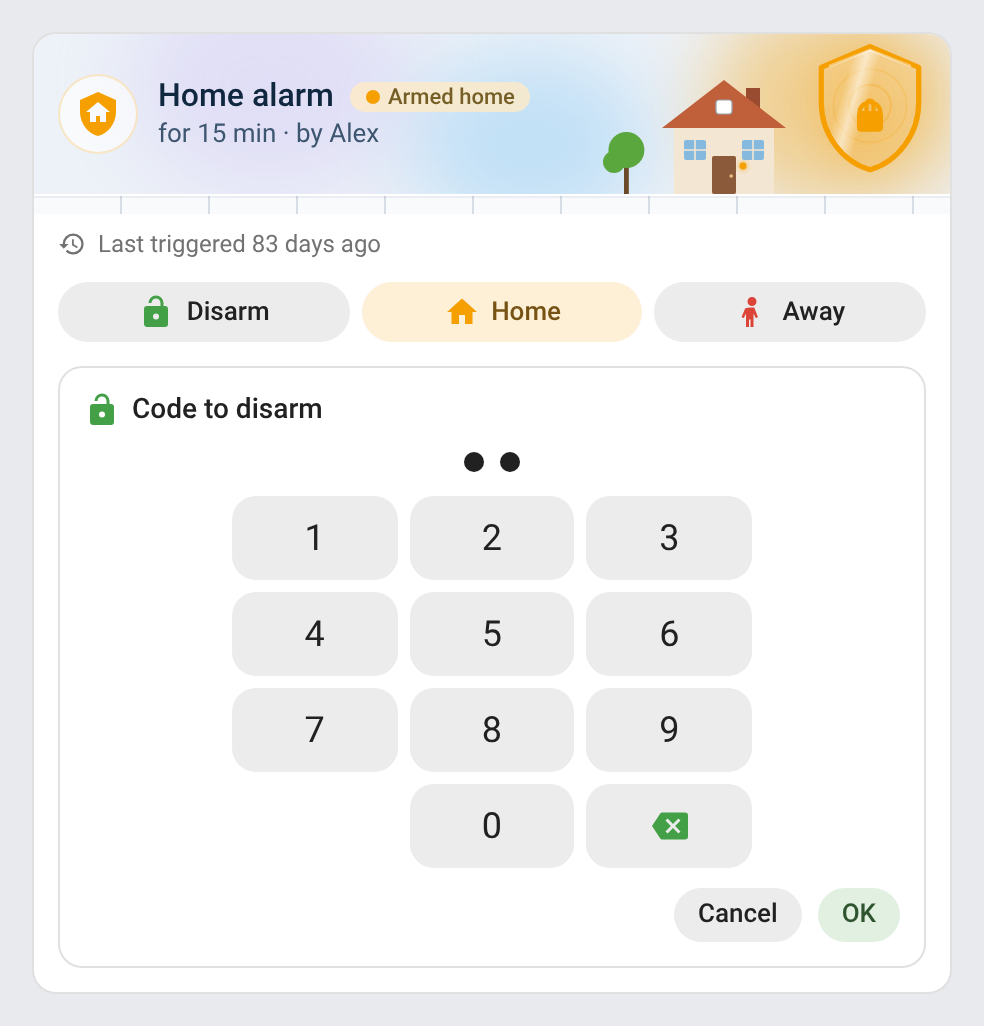 Home alarm
Armed home
for 15 min · by Alex
Last triggered 83 days ago
Disarm
Home
Away
Code to disarm
1 2 3
4 5 6
7 8 9
0
Cancel
OK